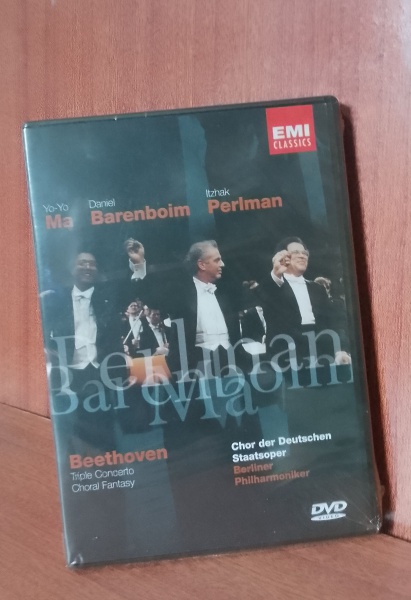 EMI
CLASSICS
Yo-Yo Daniel Itzhak
Ma Barenboim Perlman
Perlman
Barenboim
Ma
Beethoven
Triple Concerto
Choral Fantasy
Chor der Deutschen
Staatsoper
Berliner
Philharmoniker
DVD
VIDEO